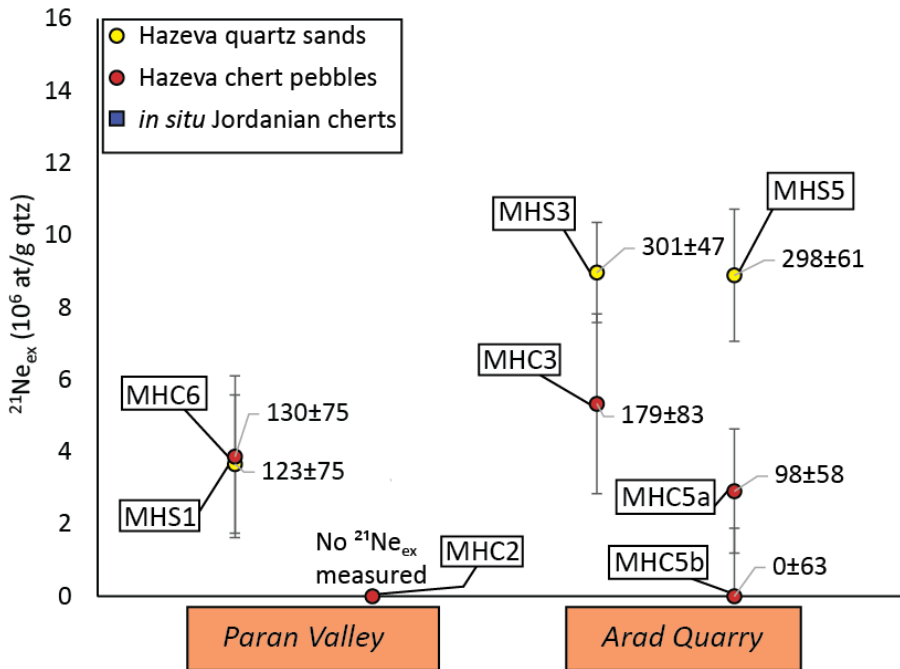 16
14
12
10
8
6
4
2
0
²¹Neₑₓ (10⁶ at/g qtz)
Hazeva quartz sands
Hazeva chert pebbles
in situ Jordanian cherts
MHS3
MHS5
301±47
298±61
MHC3
179±83
MHC6
130±75
123±75
MHS1
MHC5a
98±58
No ²¹Neₑₓ
measured
MHC2
MHC5b
0±63
Paran Valley
Arad Quarry